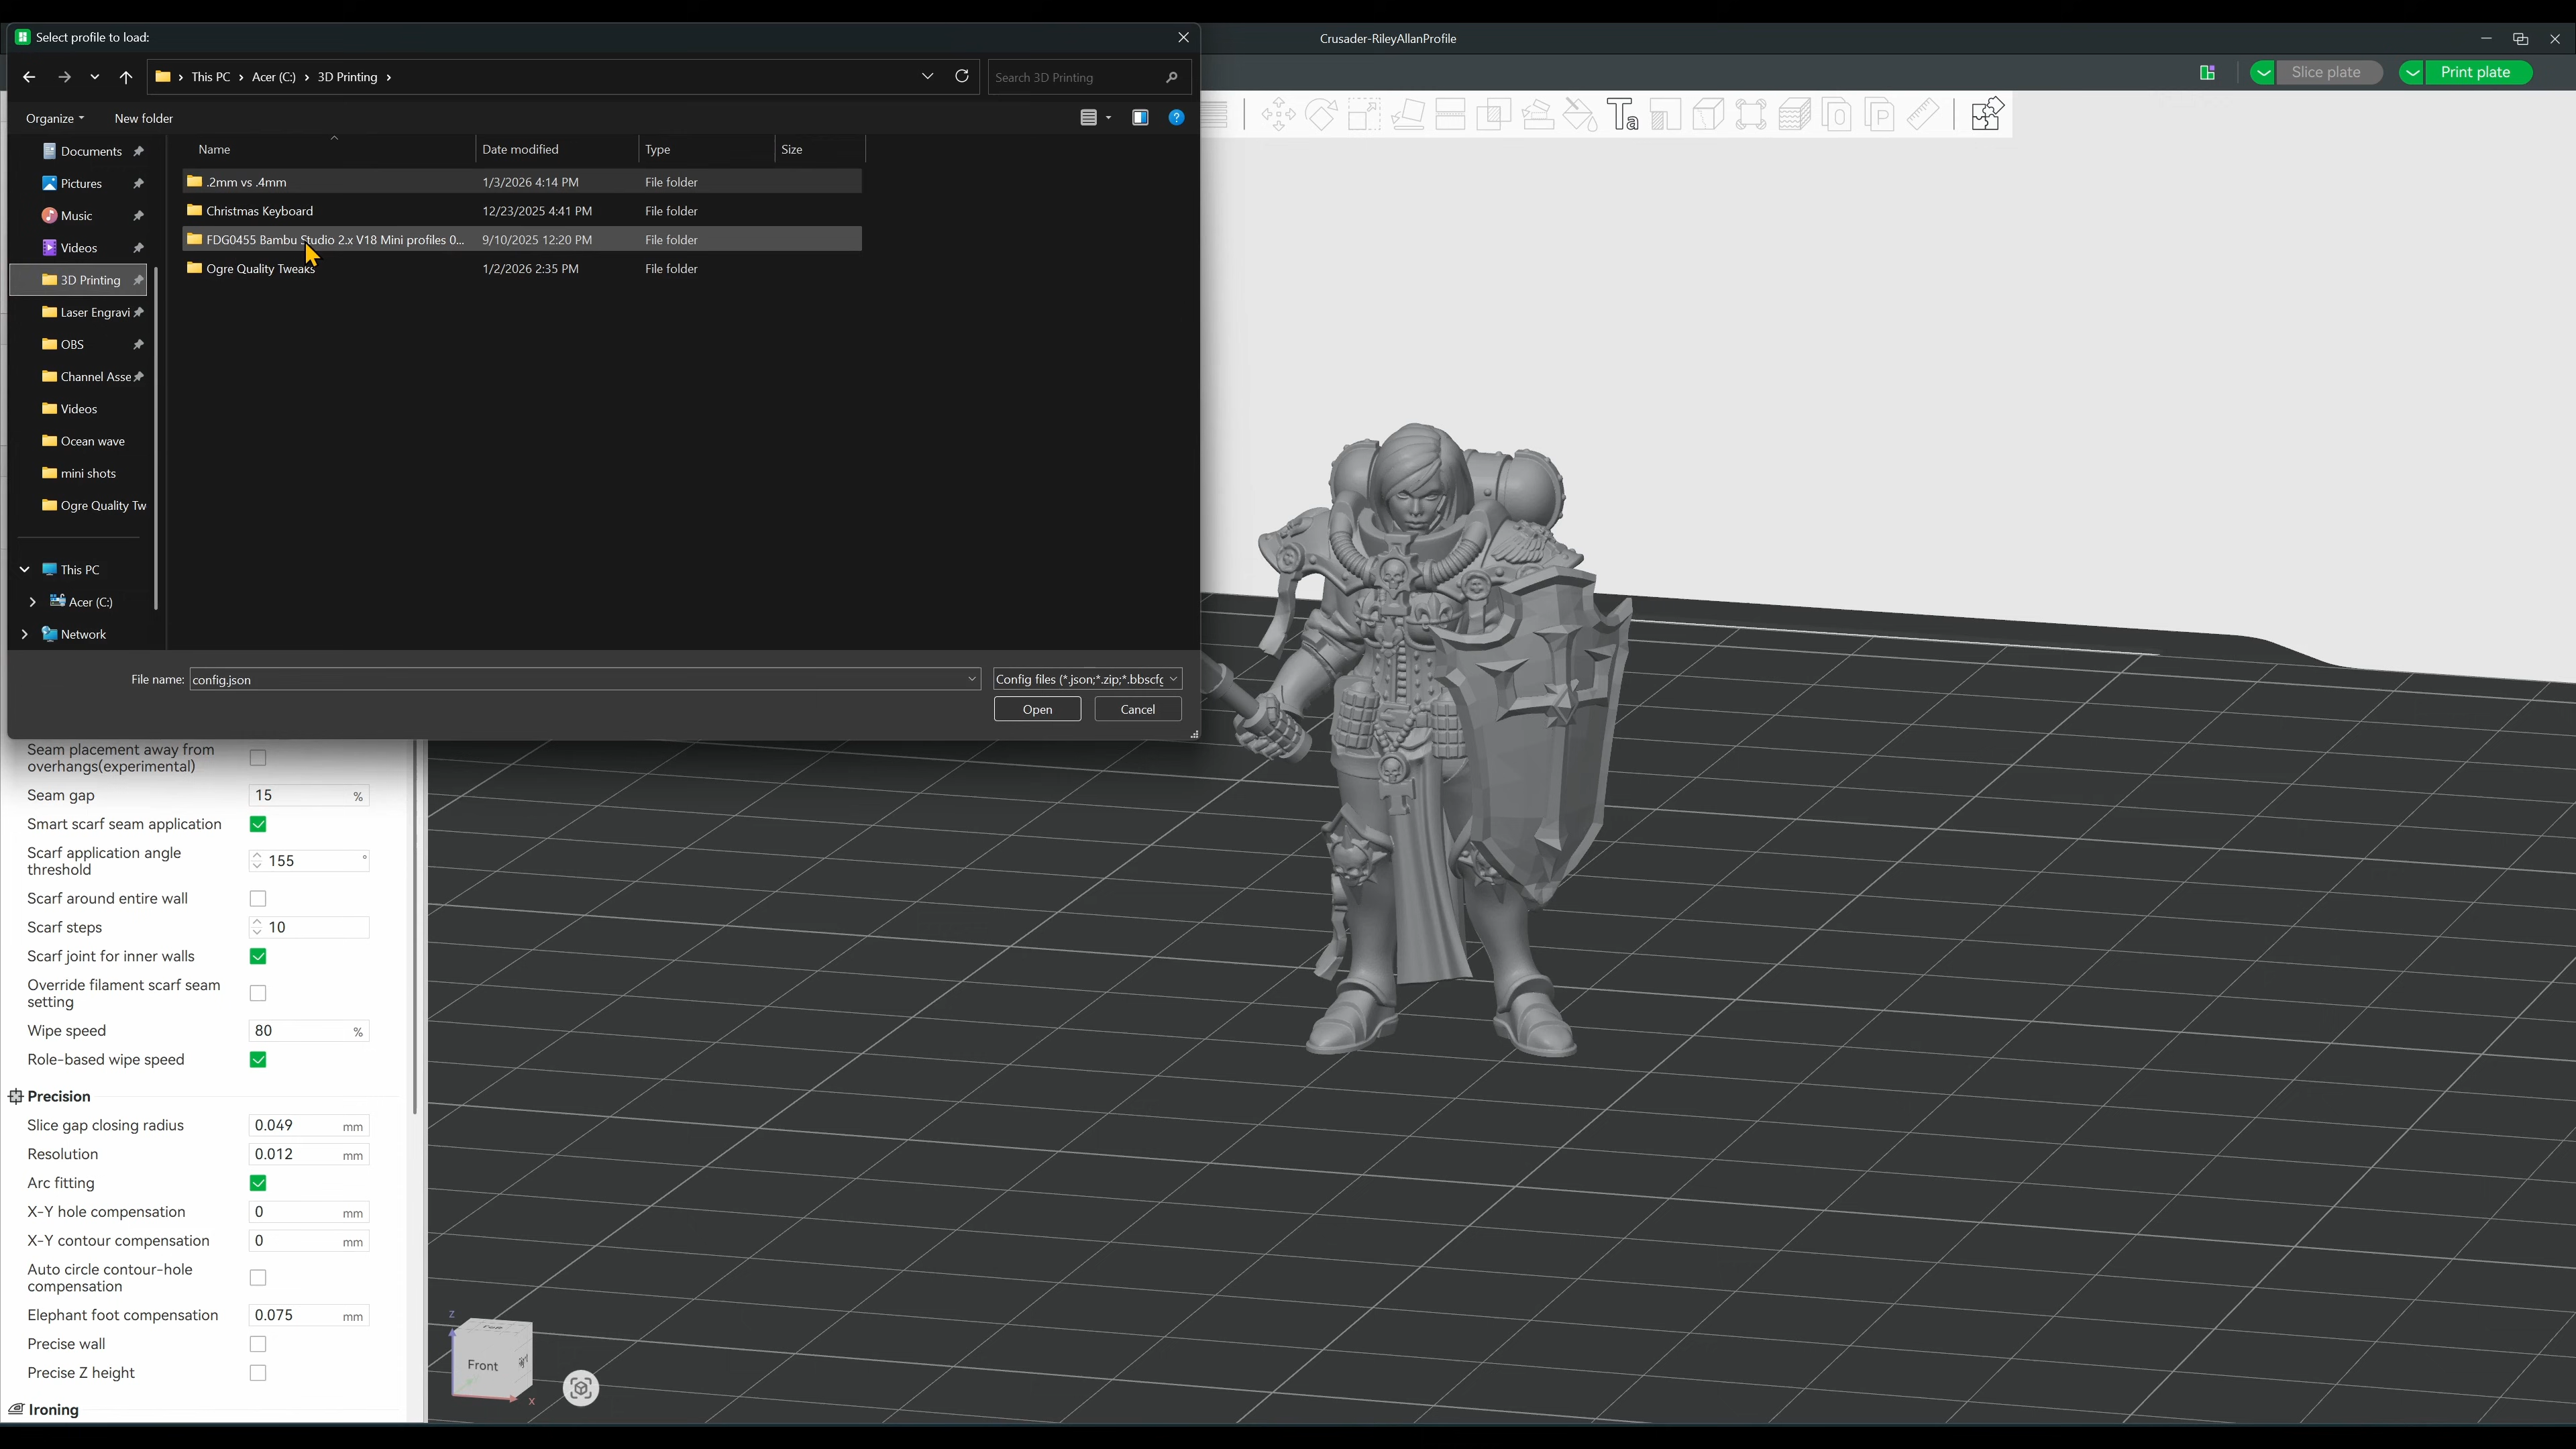 Select profile to load:
Crusader-RileyAllanProfile
This PC
Acer (C:)
3D Printing
Search 3D Printing
Slice plate
Print plate
Organize
New folder
Name
Date modified
Type
Size
Documents
Pictures
Music
Videos
3D Printing
Laser Engravi
OBS
Channel Asse
Videos
Ocean wave
mini shots
Ogre Quality Tw
This PC
Acer (C:)
Network
.2mm vs .4mm 1/3/2026 4:14 PM File folder
Christmas Keyboard 12/23/2025 4:41 PM File folder
FDG0455 Bambu Studio 2.x V18 Mini profiles 0... 9/10/2025 12:20 PM File folder
Ogre Quality Tweaks 1/2/2026 2:35 PM File folder
File name: config.json
Config files (*.json;*.zip;*.bbscfg
Open
Cancel
Seam placement away from
overhangs(experimental)
Seam gap 15 %
Smart scarf seam application
Scarf application angle
threshold 155 °
Scarf around entire wall
Scarf steps 10
Scarf joint for inner walls
Override filament scarf seam
setting
Wipe speed 80 %
Role-based wipe speed
Precision
Slice gap closing radius 0.049 mm
Resolution 0.012 mm
Arc fitting
X-Y hole compensation 0 mm
X-Y contour compensation 0 mm
Auto circle contour-hole
compensation
Elephant foot compensation 0.075 mm
Precise wall
Precise Z height
Ironing
Z
Front
X